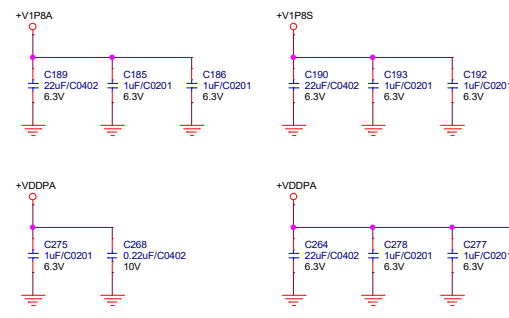 +V1P8A
C189
22uF/C0402
6.3V
C185
1uF/C0201
6.3V
C186
1uF/C0201
6.3V
+V1P8S
C190
22uF/C0402
6.3V
C193
1uF/C0201
6.3V
C192
1uF/C0201
6.3V
+VDDPA
C275
1uF/C0201
6.3V
C268
0.22uF/C0402
10V
+VDDPA
C264
22uF/C0402
6.3V
C278
1uF/C0201
6.3V
C277
1uF/C0201
6.3V